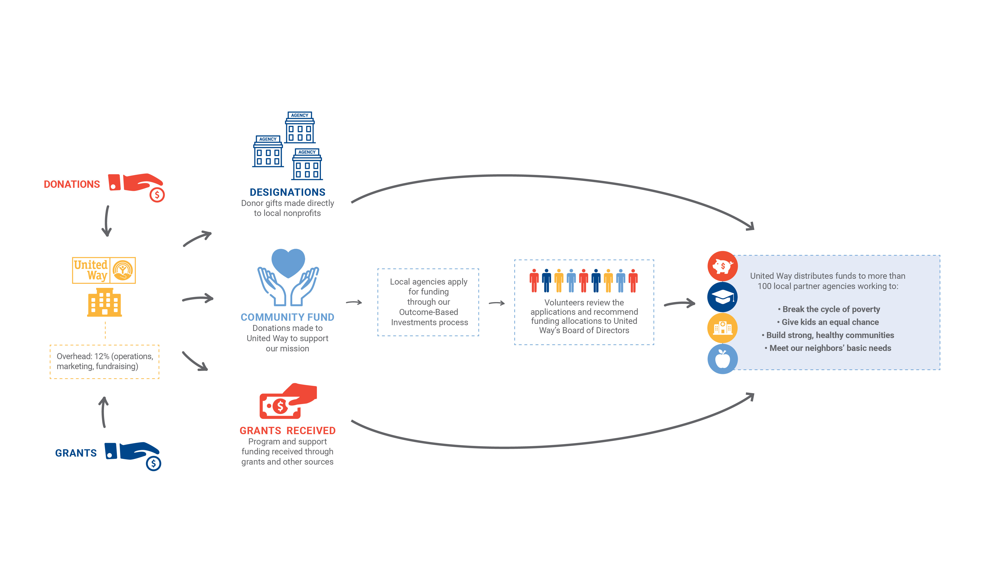 DONATIONS
$
United
Way
Overhead: 12% (operations,
marketing, fundraising)
GRANTS
$
AGENCY
AGENCY
AGENCY
DESIGNATIONS
Donor gifts made directly
to local nonprofits
COMMUNITY FUND
Donations made to
United Way to support
our mission
$
GRANTS RECEIVED
Program and support
funding received through
grants and other sources
Local agencies apply
for funding
through our
Outcome-Based
Investments process
Volunteers review the
applications and recommend
funding allocations to United
Way’s Board of Directors
$
United Way distributes funds to more than
100 local partner agencies working to:
• Break the cycle of poverty
• Give kids an equal chance
• Build strong, healthy communities
• Meet our neighbors’ basic needs